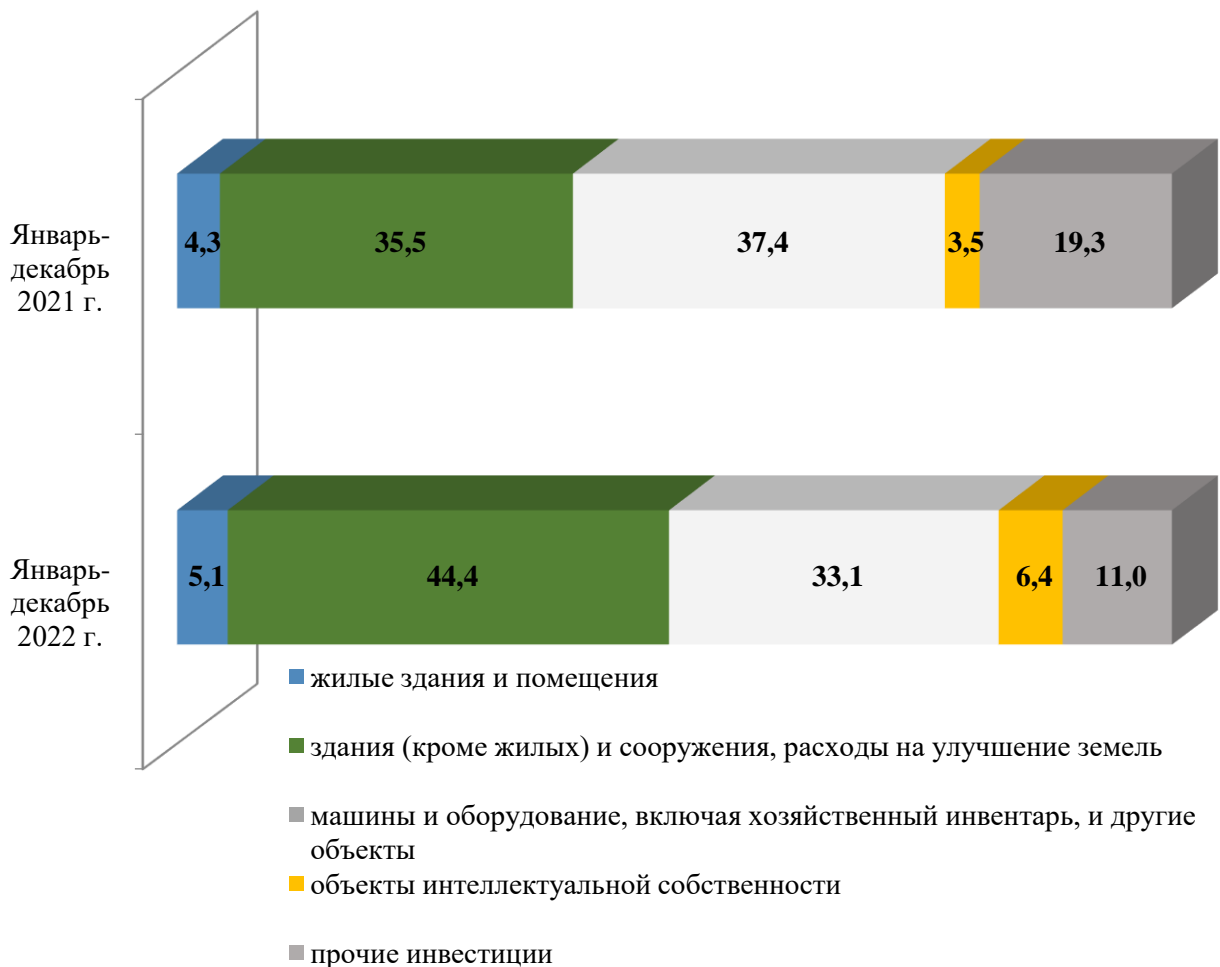 Январь-
декабрь
2021 г.
4,3
35,5
37,4
3,5
19,3
Январь-
декабрь
2022 г.
5,1
44,4
33,1
6,4
11,0
жилые здания и помещения
здания (кроме жилых) и сооружения, расходы на улучшение земель
машины и оборудование, включая хозяйственный инвентарь, и другие
объекты
объекты интеллектуальной собственности
прочие инвестиции